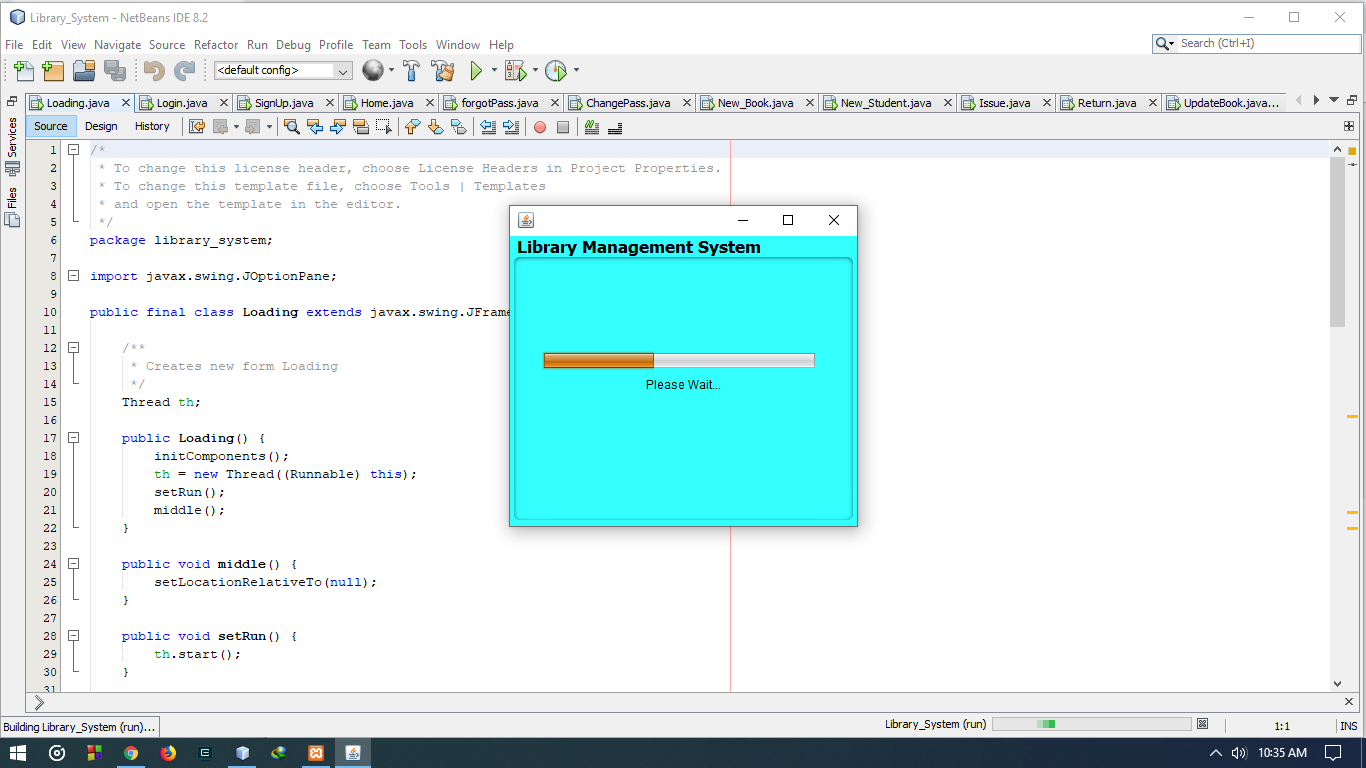 Library_System - NetBeans IDE 8.2
File Edit View Navigate Source Refactor Run Debug Profile Team Tools Window Help
Search (Ctrl+I)
<default config>
Loading.java Login.java SignUp.java Home.java forgotPass.java ChangePass.java New_Book.java New_Student.java Issue.java Return.java UpdateBook.java...
Source Design History
Services
Files
1 /*
2 * To change this license header, choose License Headers in Project Properties.
3 * To change this template file, choose Tools | Templates
4 * and open the template in the editor.
5 */
6 package library_system;
7
8 import javax.swing.JOptionPane;
9
10 public final class Loading extends javax.swing.JFrame
11
12 /**
13 * Creates new form Loading
14 */
15 Thread th;
16
17 public Loading() {
18 initComponents();
19 th = new Thread((Runnable) this);
20 setRun();
21 middle();
22 }
23
24 public void middle() {
25 setLocationRelativeTo(null);
26 }
27
28 public void setRun() {
29 th.start();
30 }
31
Library Management System
Please Wait...
Building Library_System (run)...
Library_System (run)
1:1
INS
10:35 AM